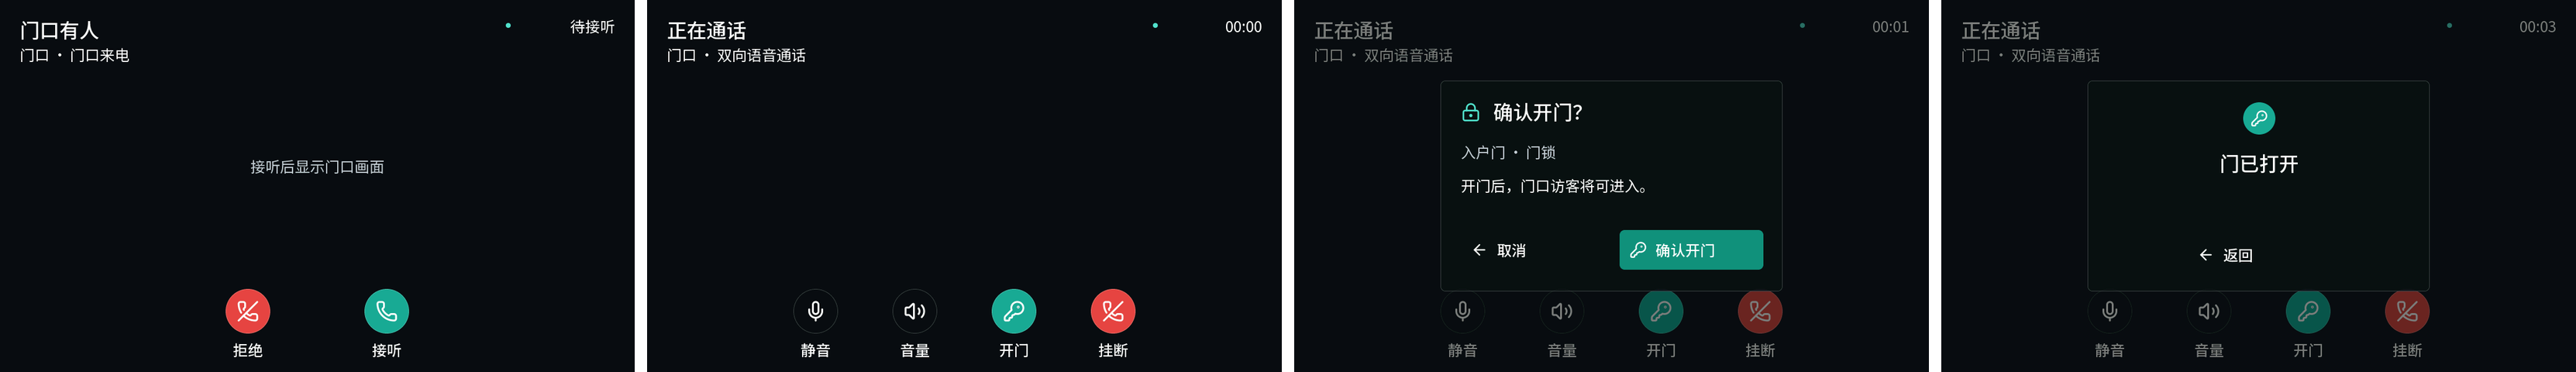 门口有人
待接听
门口 · 门口来电
接听后显示门口画面
拒绝
接听
正在通话
00:00
门口 · 双向语音通话
静音
音量
开门
挂断
正在通话
00:01
门口 · 双向语音通话
确认开门？
入户门 · 门锁
开门后，门口访客将可进入。
取消
确认开门
静音
音量
开门
挂断
正在通话
00:03
门口 · 双向语音通话
门已打开
返回
静音
音量
开门
挂断